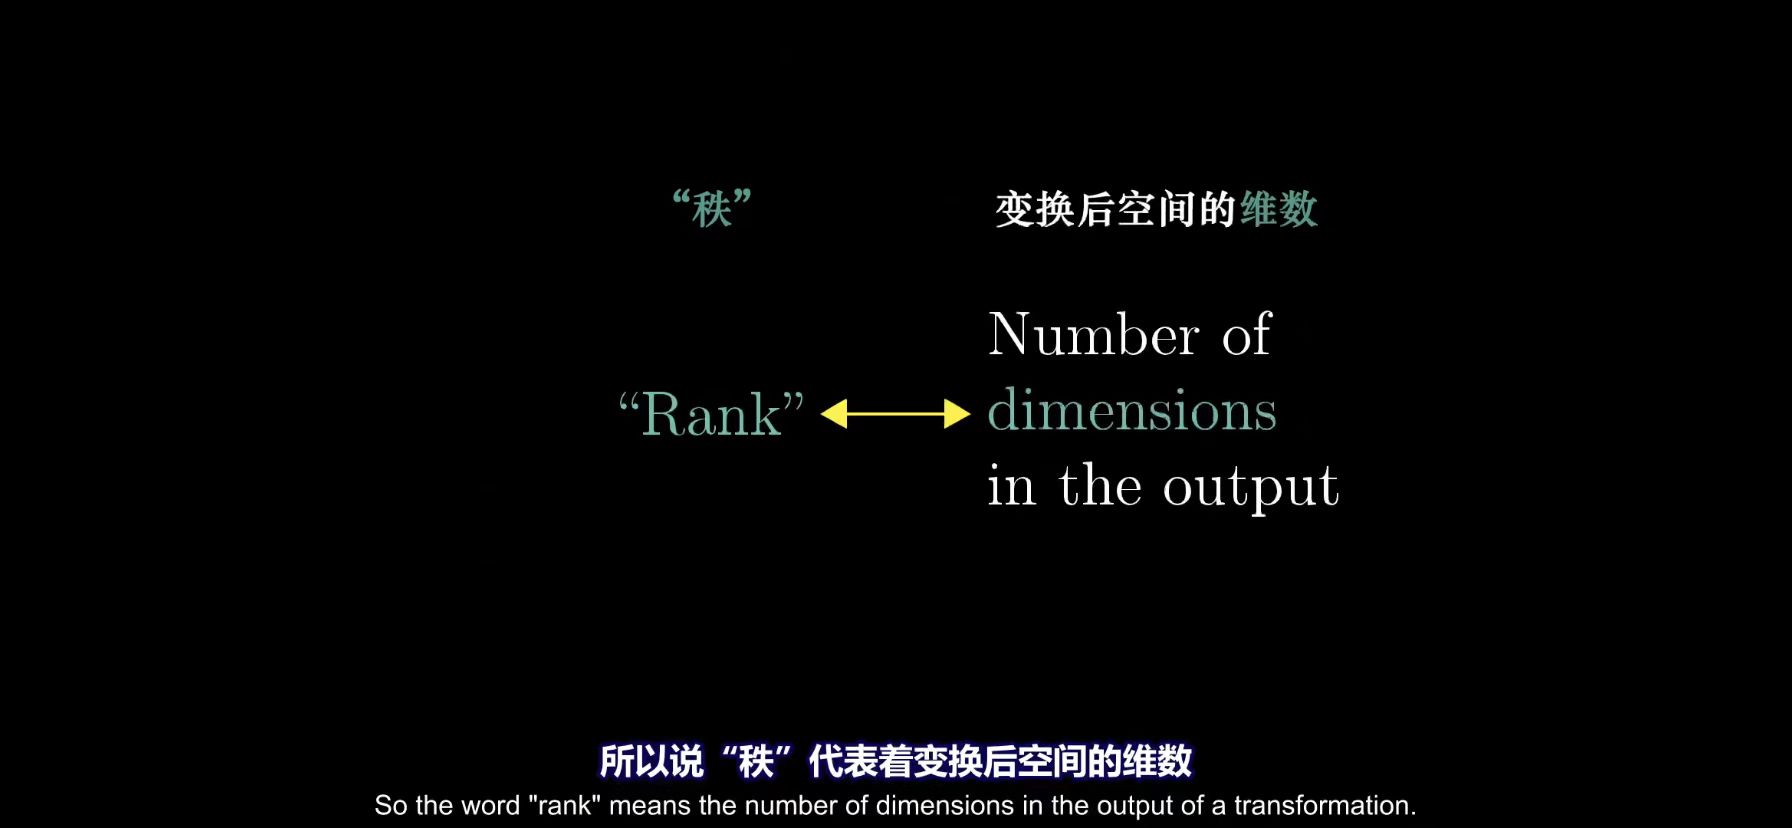 “秩”
变换后空间的维数
Number of
“Rank”
dimensions
in the output
所以说“秩”代表着变换后空间的维数
So the word "rank" means the number of dimensions in the output of a transformation.